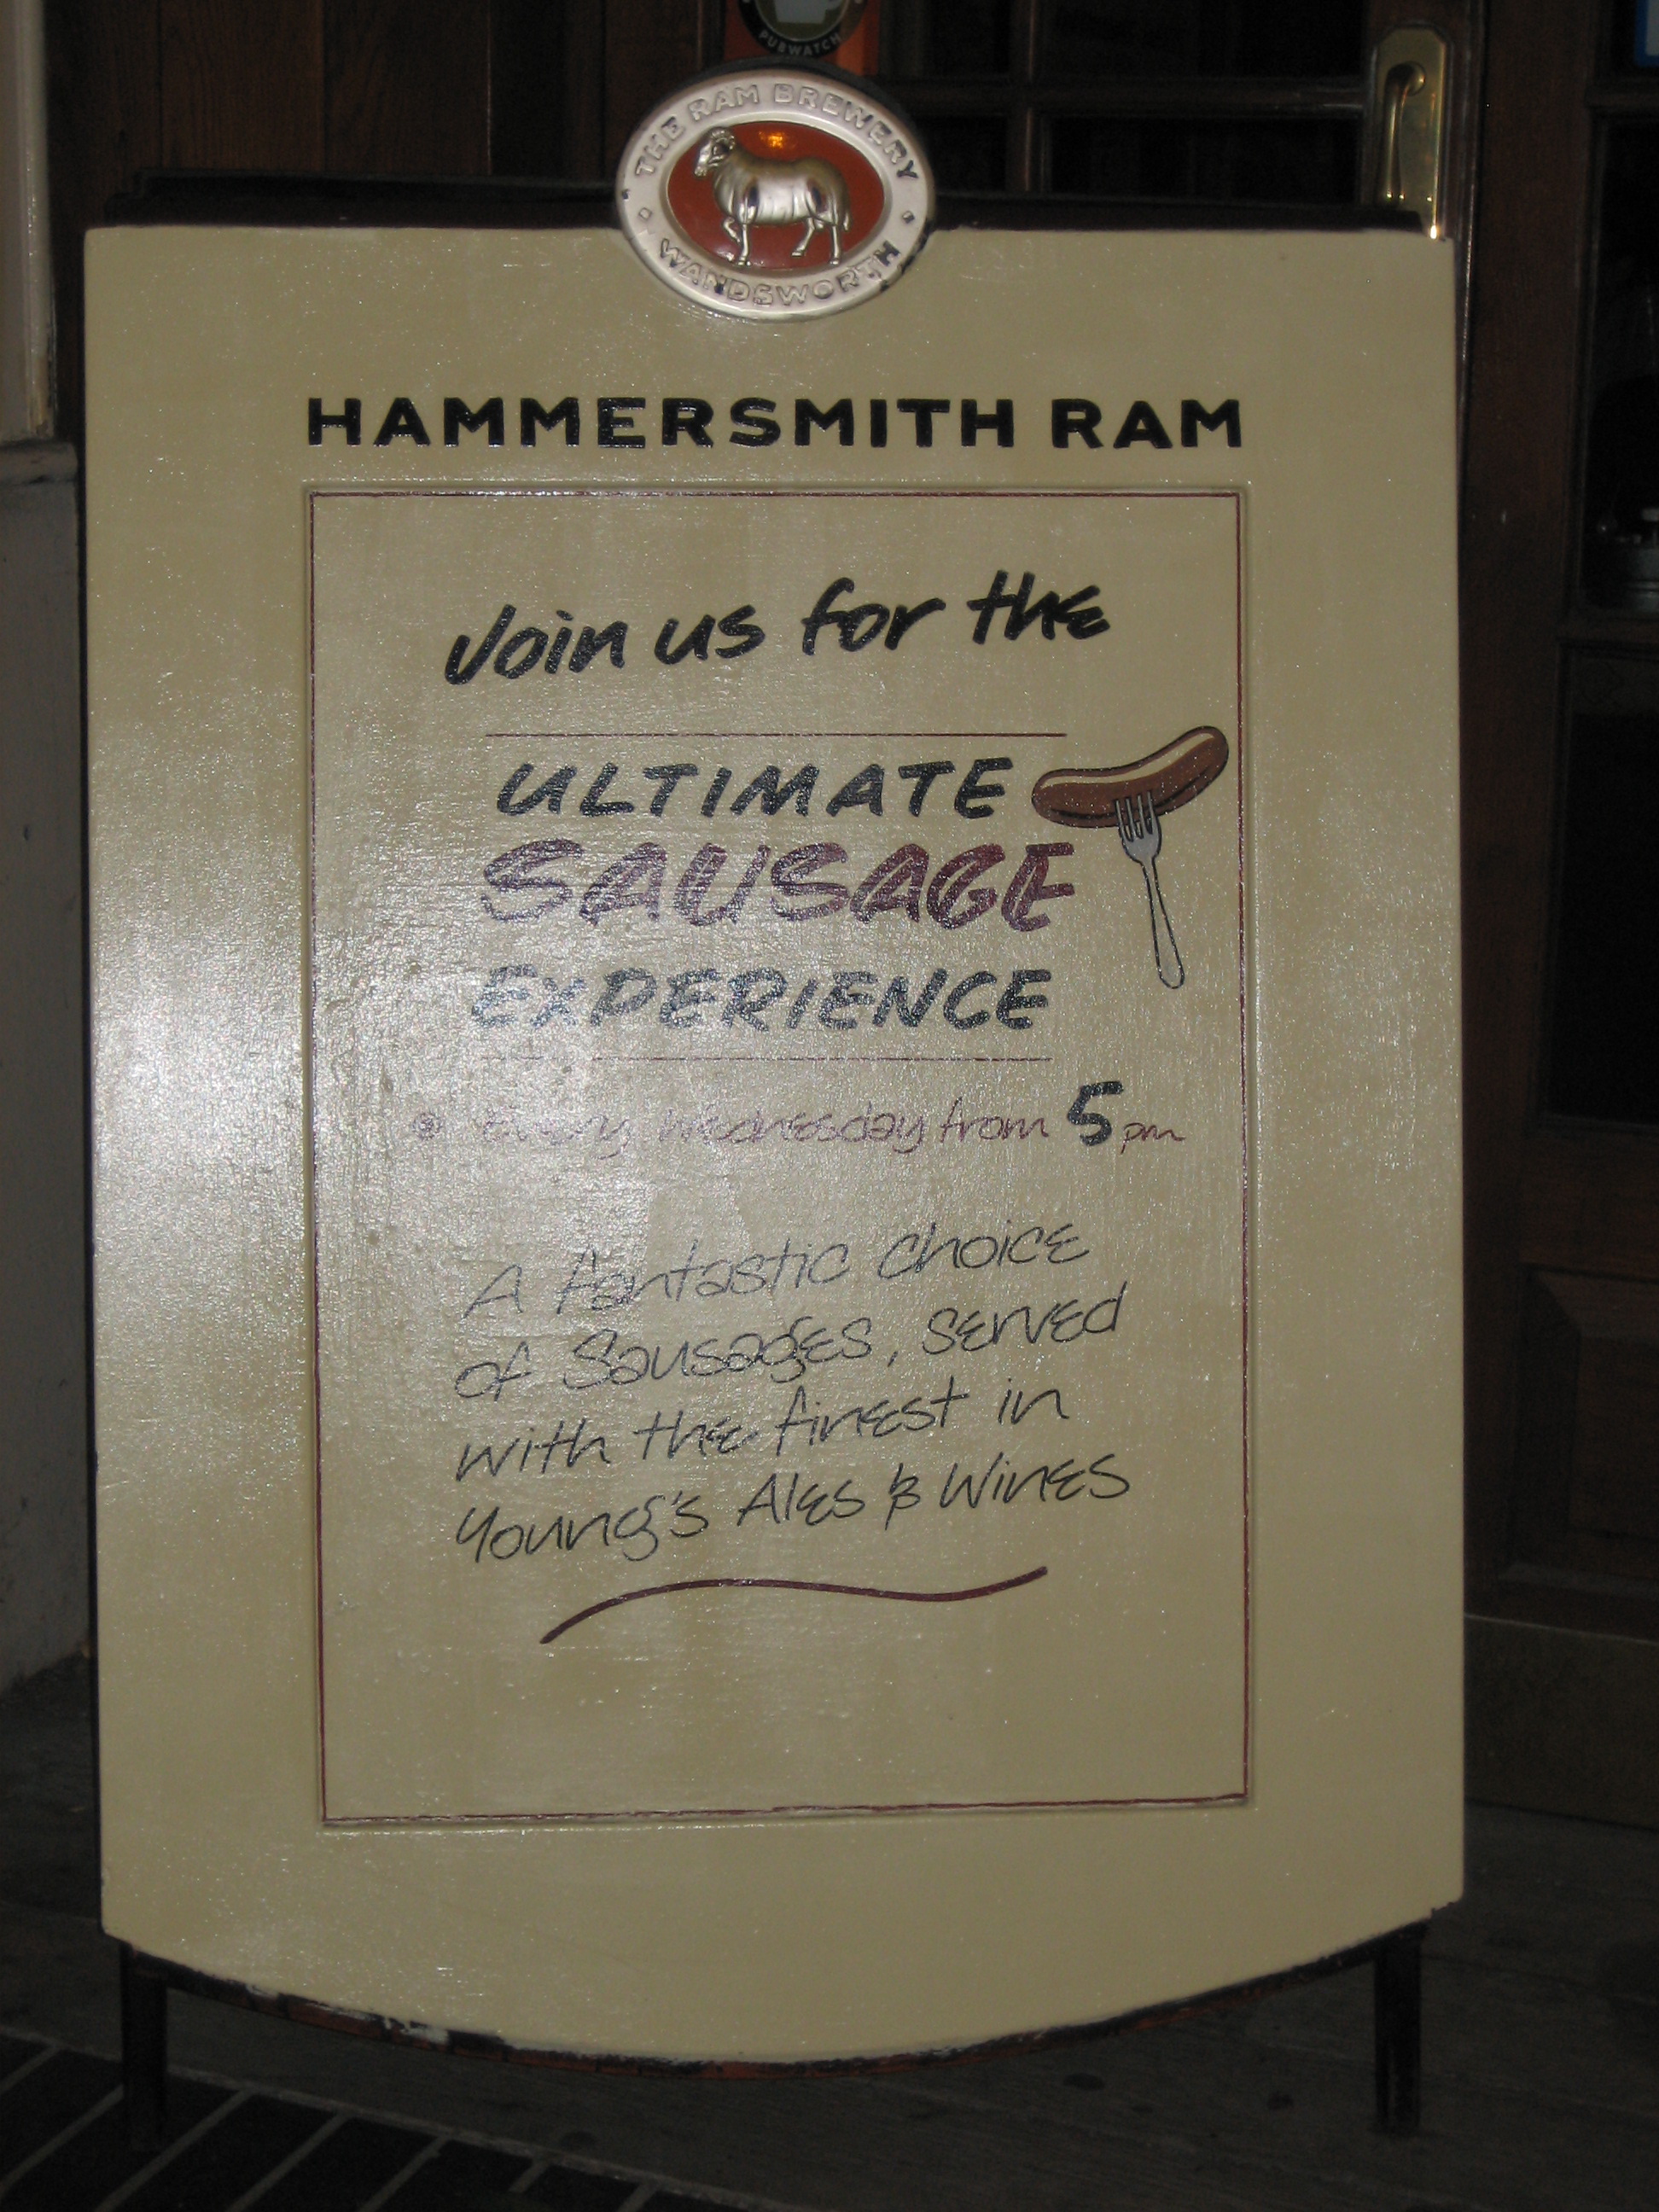 PUBWATCH
THE RAM BREWERY
WANDSWORTH
HAMMERSMITH RAM
Join us for the
ULTIMATE
SAUSAGE
EXPERIENCE
Every Wednesday from 5pm
A fantastic choice
of Sausages, served
with the finest in
Young's Ales & Wines